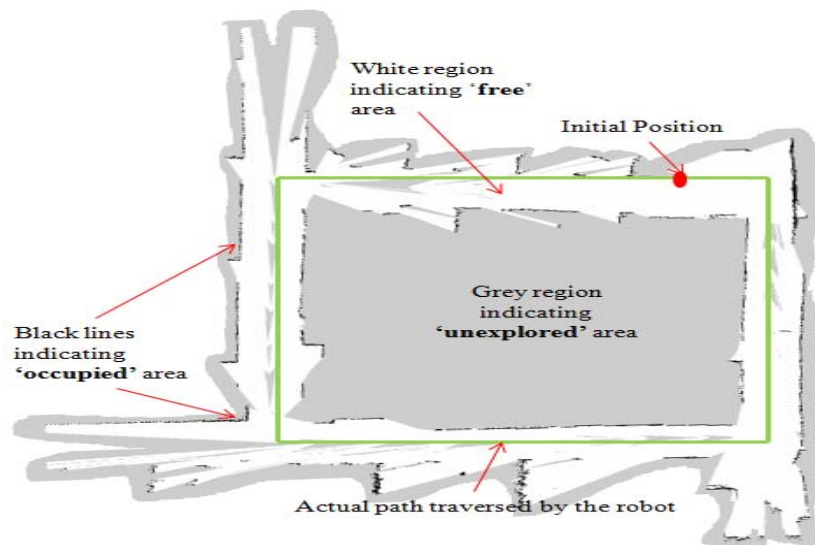 White region
indicating ‘free’
area
Initial Position
Grey region
indicating
‘unexplored’ area
Black lines
indicating
‘occupied’ area
Actual path traversed by the robot